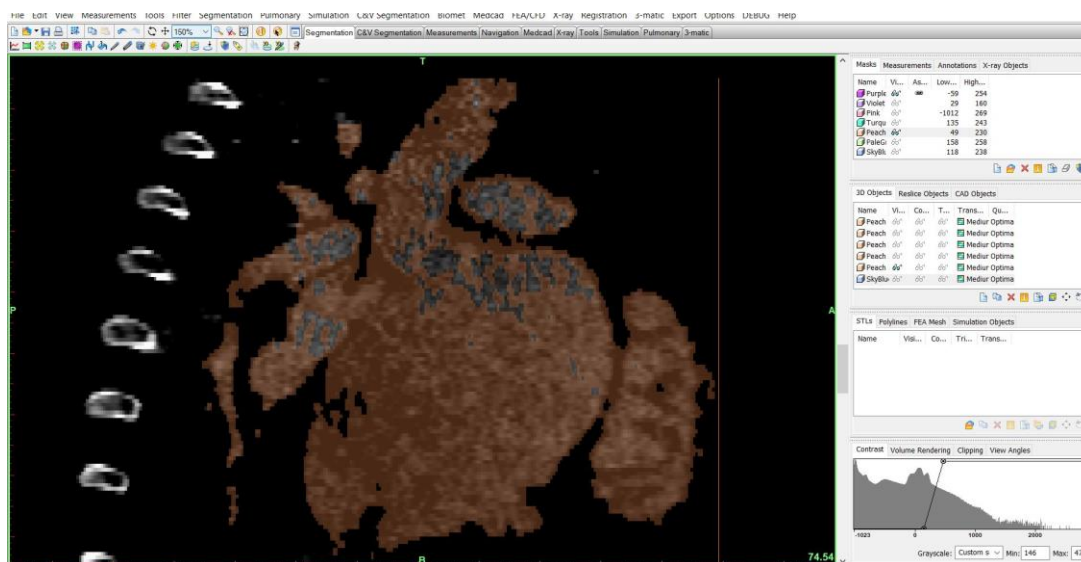 File Edit View Measurements Tools Filter Segmentation Pulmonary Simulation C&V Segmentation Biomet Medcad FEA/CFD X-ray Registration 3-matic Export Options DEBUG Help
150% Segmentation C&V Segmentation Measurements Navigation Medcad X-ray Tools Simulation Pulmonary 3-matic
T
P
A
B
74.54
Masks Measurements Annotations X-ray Objects
Name Vi... As... Low... High...
Purple -59 254
Violet 29 160
Pink -1012 269
Turqu 135 243
Peach 49 230
PaleG 158 258
SkyBl 118 238
3D Objects Reslice Objects CAD Objects
Name Vi... Co... T... Trans... Qu...
Peach Mediur Optima
Peach Mediur Optima
Peach Mediur Optima
Peach Mediur Optima
Peach Mediur Optima
SkyBlu Mediur Optima
STLs Polylines FEA Mesh Simulation Objects
Name Visi... Co... Tri... Trans...
Contrast Volume Rendering Clipping View Angles
-1023 0 1000 2000
Grayscale: Custom s Min: 146 Max: